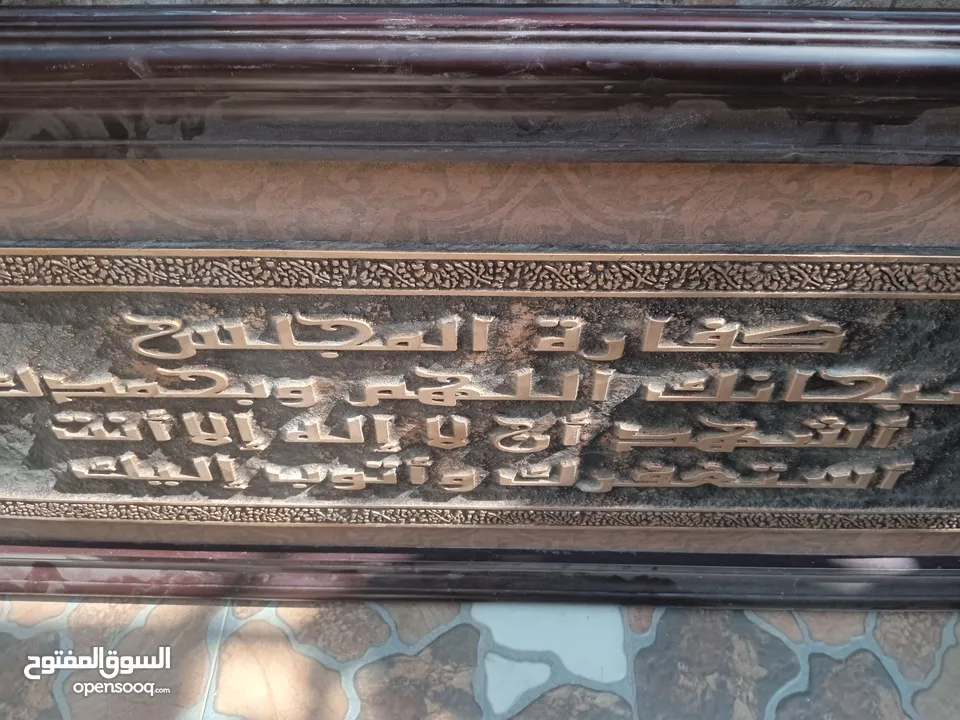 كفارة المجلس
سبحانك اللهم وبحمدك
أشهد أن لا إله إلا أنت
أستغفرك وأتوب إليك
السوق المفتوح
opensooq.com